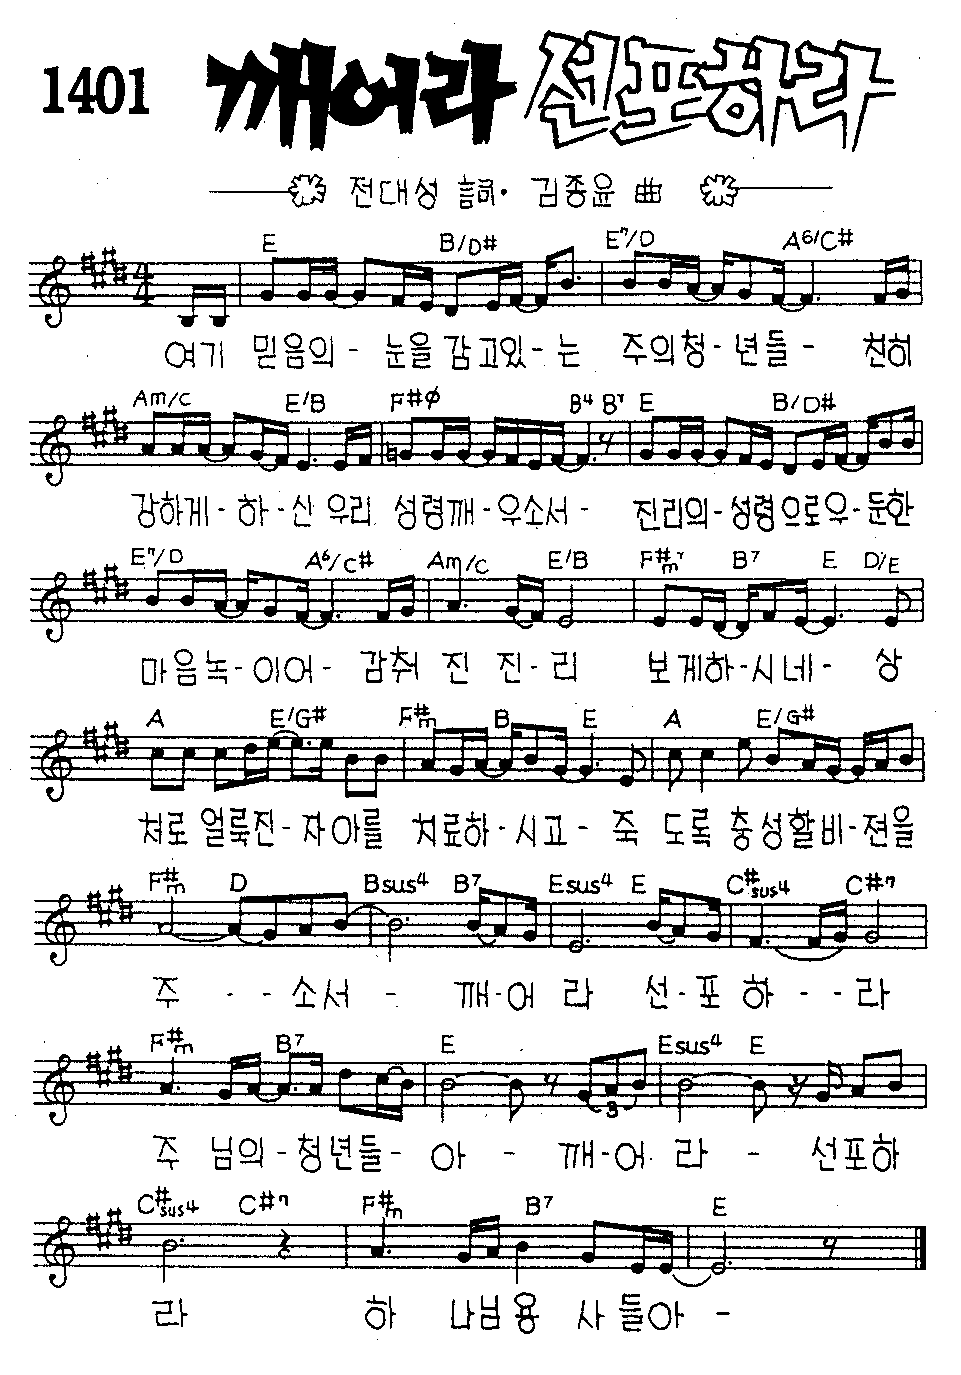 1401 깨어라 선포하라
전대성 詞· 김종윤 曲
E B/D# E7/D A6/C#
여기 믿음의 - 눈을 감고있 - 는 주의청 - 년들 - 천히
Am/C E/B F#ø B4 B7 E B/D#
강하게 - 하 - 신 우리 성령깨 - 우소서 - 진리의 - 성령으로우 - 둔한
E7/D A6/C# Am/C E/B F#m7 B7 E D/E
마음녹 - 이어 - 감춰 진 진 - 리 보게하 - 시네 - 상
A E/G# F#m B E A E/G#
처로 얼룩진 - 자아를 치료하 - 시고 - 죽 도록 충성할비 - 젼을
F#m D Bsus4 B7 Esus4 E C#sus4 C#7
주 - - 소서 - 깨 - 어 라 선 - 포 하 - - 라
F#m B7 E Esus4 E
주 님의 - 청년들 - 아 - 깨 - 어 라 - 선포하
3
C#sus4 C#7 F#m B7 E
라 하 나님용 사들아 -